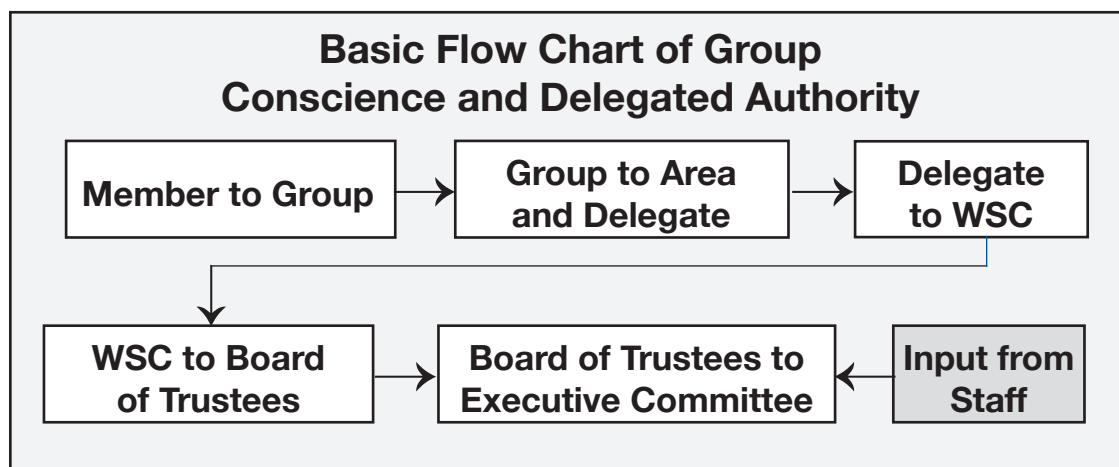 Basic Flow Chart of Group
Conscience and Delegated Authority
Member to Group
Group to Area
and Delegate
Delegate
to WSC
WSC to Board
of Trustees
Board of Trustees to
Executive Committee
Input from
Staff